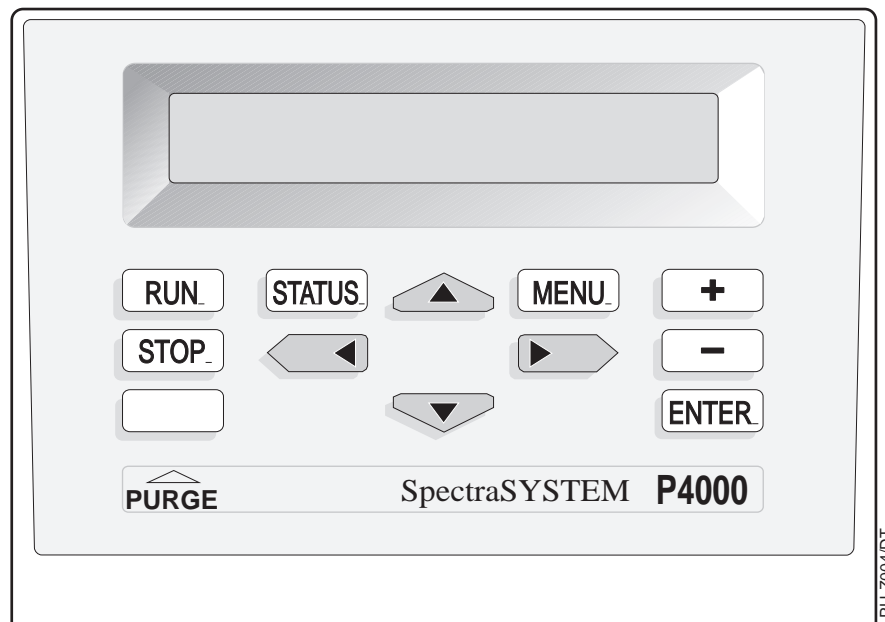 RUN
STATUS
MENU
+
STOP
−
ENTER
PURGE
SpectraSYSTEM P4000